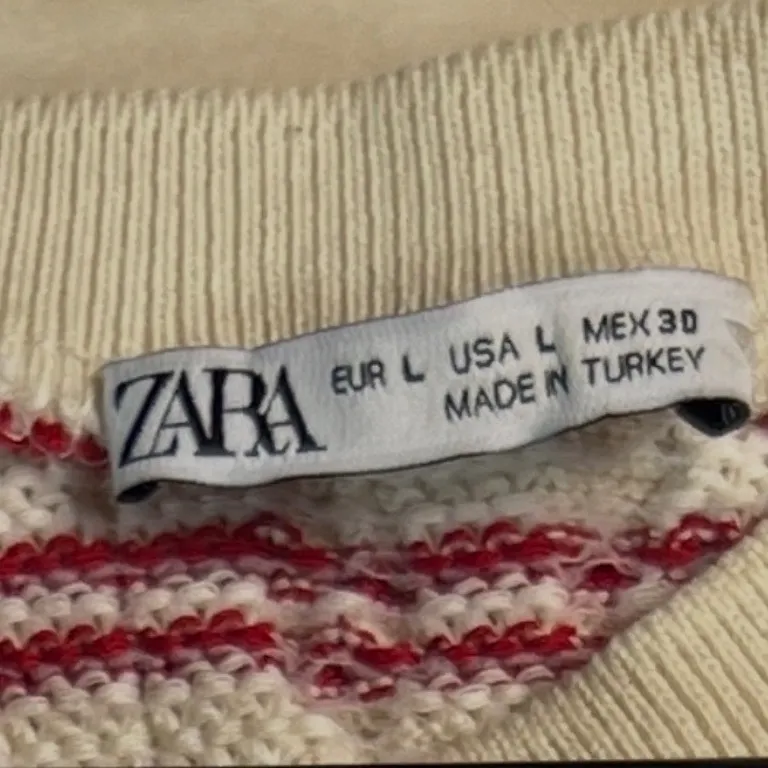 ZARA EUR L USA L MEX 30
MADE IN TURKEY